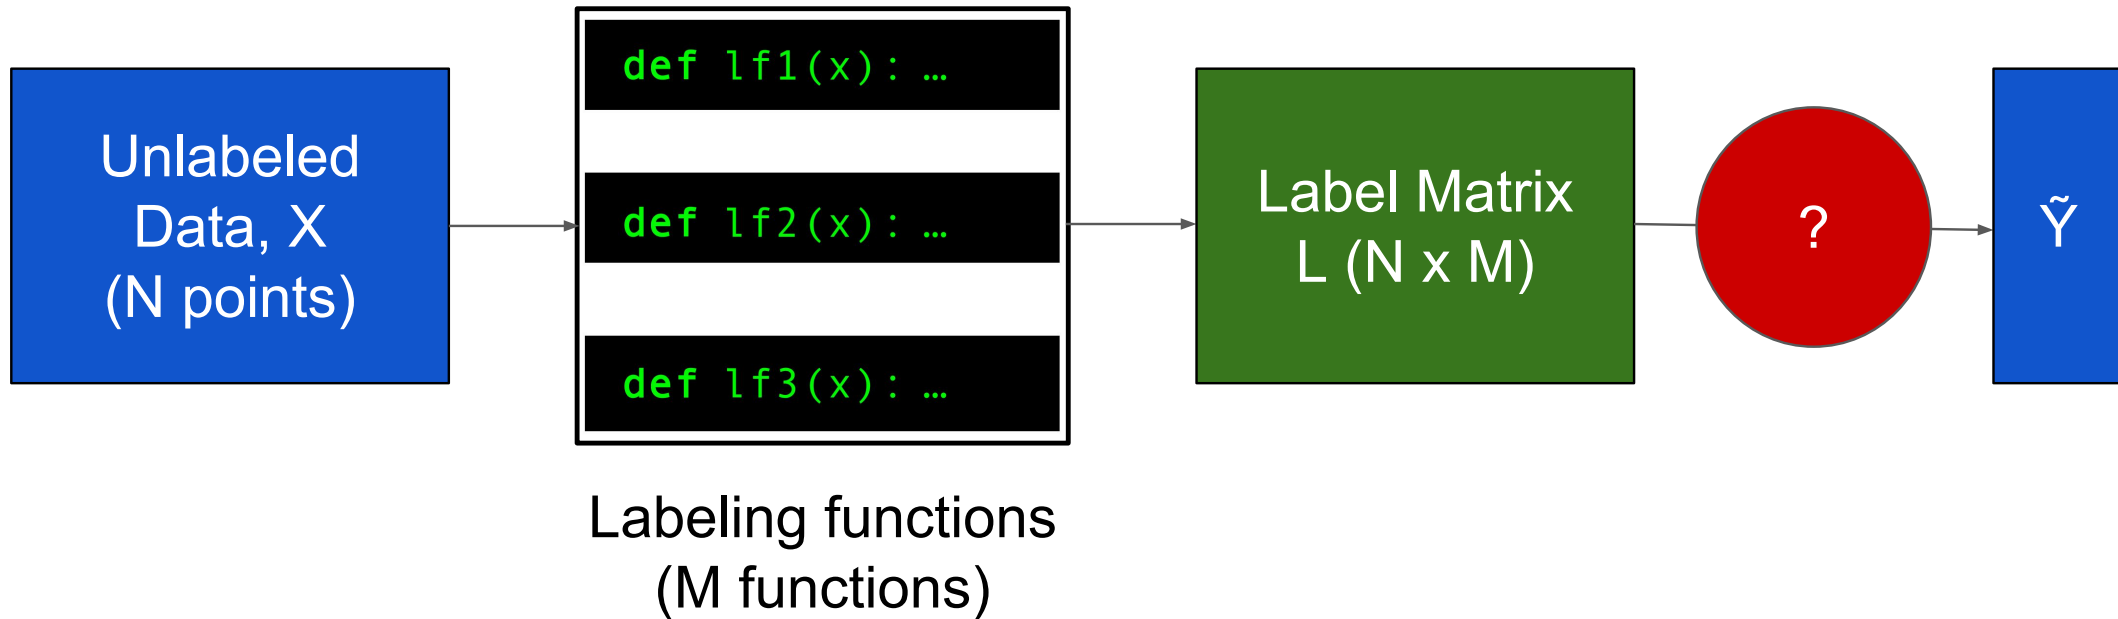 Unlabeled
Data, X
(N points)
def lf1(x): …
def lf2(x): …
def lf3(x): …
Labeling functions
(M functions)
Label Matrix
L (N x M)
?
Ỹ